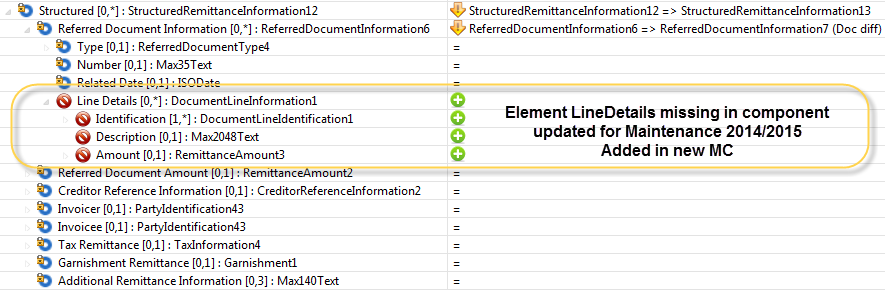 Structured [0,*] : StructuredRemittanceInformation12 StructuredRemittanceInformation12 => StructuredRemittanceInformation13
Referred Document Information [0,*] : ReferredDocumentInformation6 ReferredDocumentInformation6 => ReferredDocumentInformation7 (Doc diff)
Type [0,1] : ReferredDocumentType4 =
Number [0,1] : Max35Text =
Related Date [0,1] : ISODate =
Line Details [0,*] : DocumentLineInformation1
Identification [1,*] : DocumentLineIdentification1
Description [0,1] : Max2048Text
Amount [0,1] : RemittanceAmount3
Element LineDetails missing in component
updated for Maintenance 2014/2015
Added in new MC
Referred Document Amount [0,1] : RemittanceAmount2 =
Creditor Reference Information [0,1] : CreditorReferenceInformation2 =
Invoicer [0,1] : PartyIdentification43 =
Invoicee [0,1] : PartyIdentification43 =
Tax Remittance [0,1] : TaxInformation4 =
Garnishment Remittance [0,1] : Garnishment1 =
Additional Remittance Information [0,3] : Max140Text =